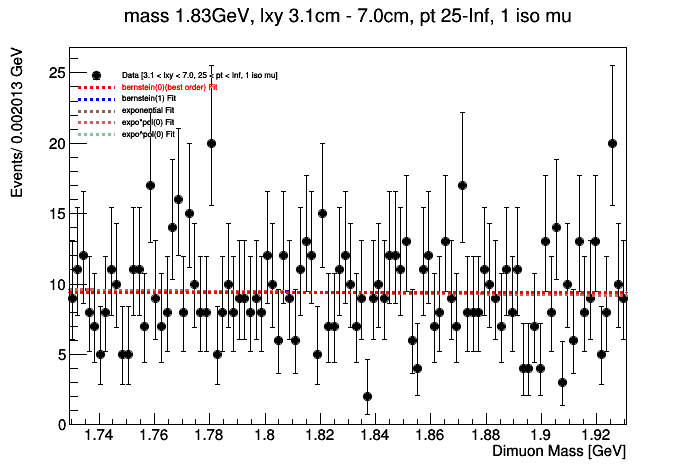 mass 1.83GeV, lxy 3.1cm - 7.0cm, pt 25-Inf, 1 iso mu
Events/ 0.002013 GeV
25
Data [3.1 < lxy < 7.0, 25 < pt < Inf, 1 iso mu]
bernstein(0)(best order) Fit
bernstein(1) Fit
exponential Fit
expo*pol(0) Fit
expo^pol(0) Fit
20
15
10
5
0
1.74 1.76 1.78 1.8 1.82 1.84 1.86 1.88 1.9 1.92
Dimuon Mass [GeV]